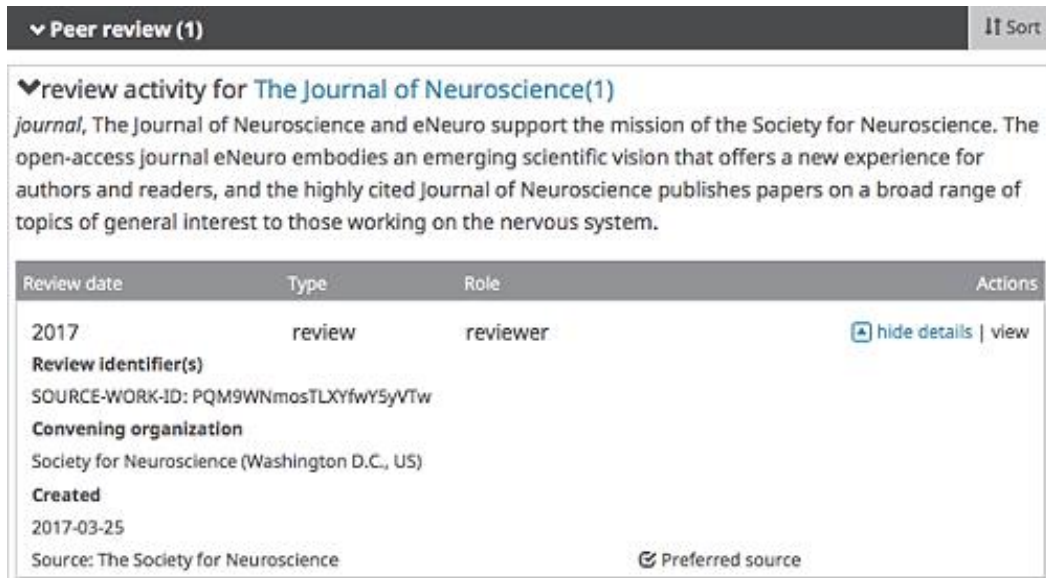 Peer review (1)
Sort
review activity for The Journal of Neuroscience(1)
journal, The Journal of Neuroscience and eNeuro support the mission of the Society for Neuroscience. The
open-access journal eNeuro embodies an emerging scientific vision that offers a new experience for
authors and readers, and the highly cited Journal of Neuroscience publishes papers on a broad range of
topics of general interest to those working on the nervous system.
Review date Type Role Actions
2017 review reviewer hide details | view
Review identifier(s)
SOURCE-WORK-ID: PQM9WNmosTLXYfwY5yVTw
Convening organization
Society for Neuroscience (Washington D.C., US)
Created
2017-03-25
Source: The Society for Neuroscience Preferred source